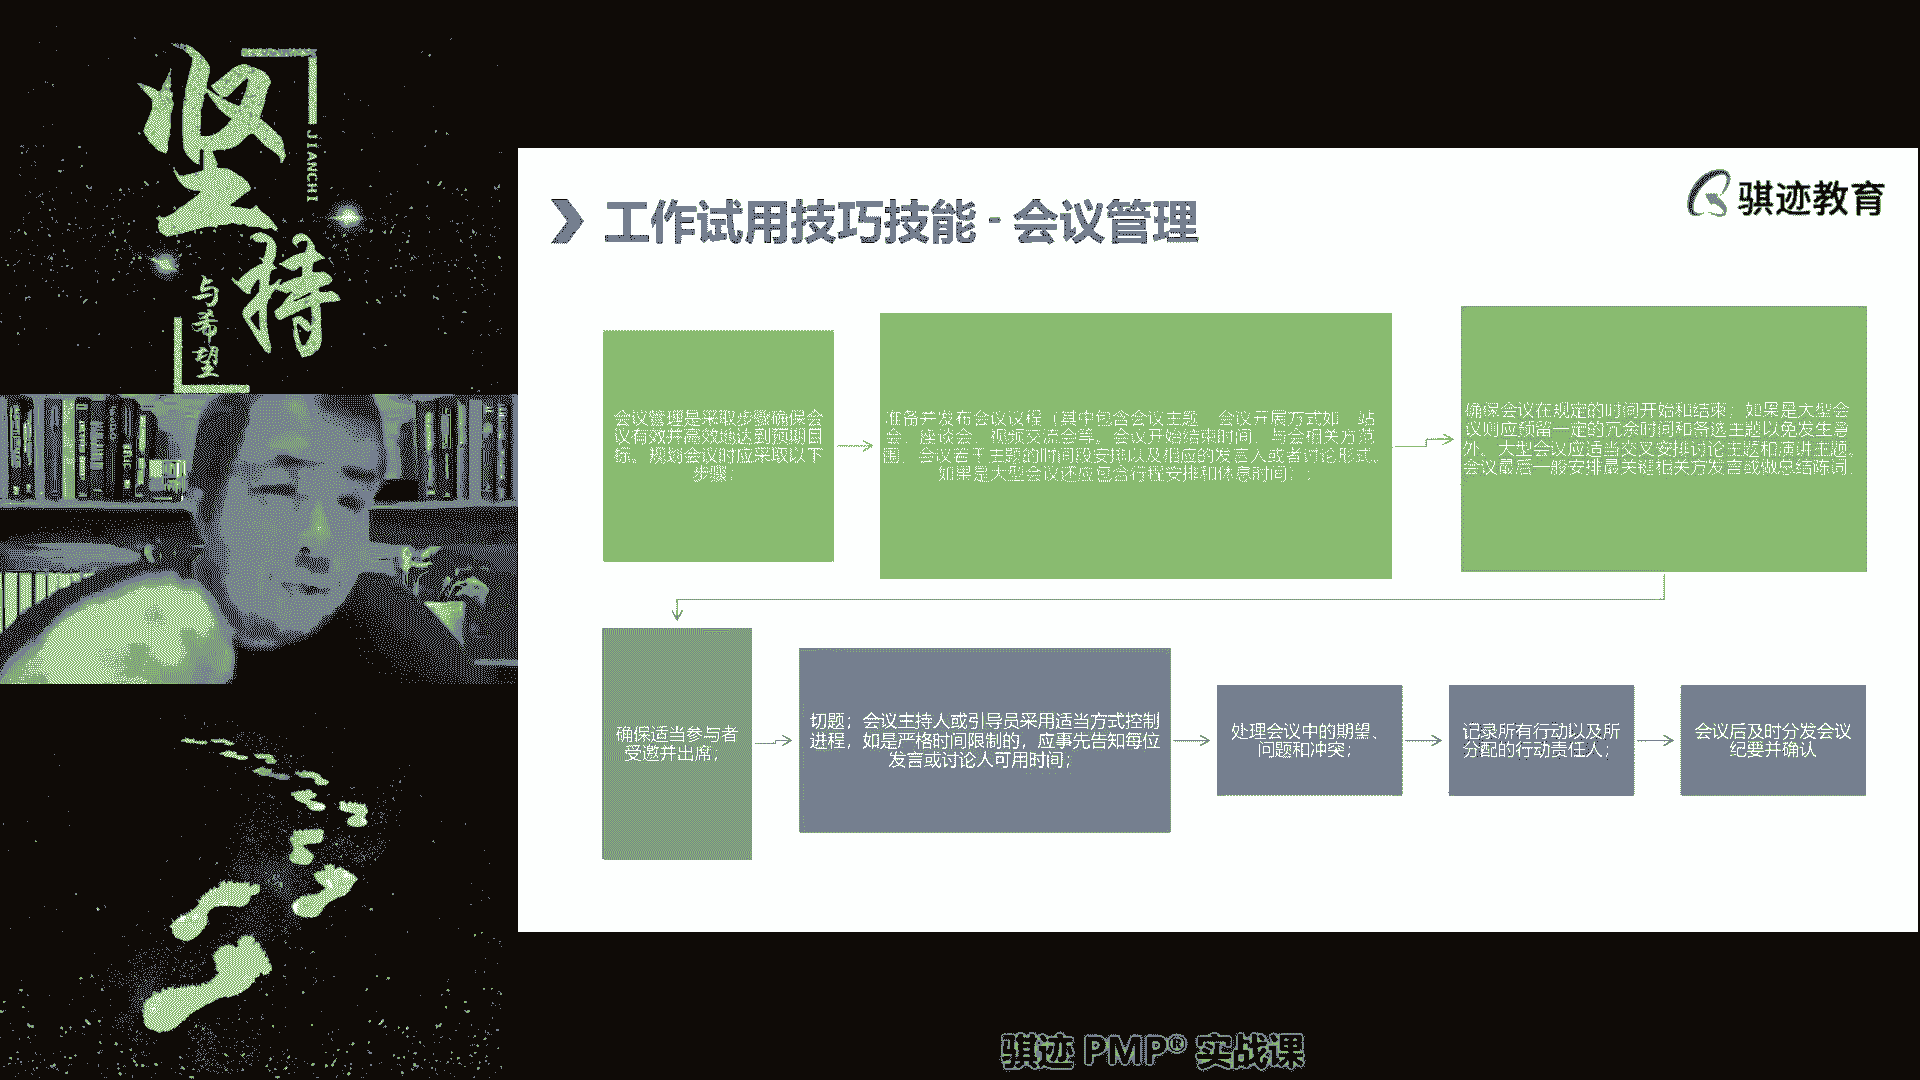 坚持
JIANCHI
与希望
骐迹教育
工作试用技巧技能-会议管理
会议管理是采取步骤确保会
议有效并高效地达到预期目
标。规划会议时应采取以下
步骤；
准备并发布会议议程（其中包含会议主题、会议开展方式如：站
会、座谈会、视频交流会等。会议开始结束时间、与会相关方范
围、会议若干主题的时间段安排以及相应的发言人或者讨论形式。
如果是大型会议还应包含行程安排和休息时间）；
确保会议在规定的时间开始和结束；如果是大型会
议则应预留一定的冗余时间和备选主题以免发生意
外、大型会议应适当交叉安排讨论主题和演讲主题。
会议最后一般安排最关键相关方发言或做总结陈词；
确保适当参与者
受邀并出席；
切题；会议主持人或引导员采用适当方式控制
进程，如是严格时间限制的，应事先告知每位
发言或讨论人可用时间；
处理会议中的期望、
问题和冲突；
记录所有行动以及所
分配的行动责任人；
会议后及时分发会议
纪要并确认
骐迹 PMP® 实战课